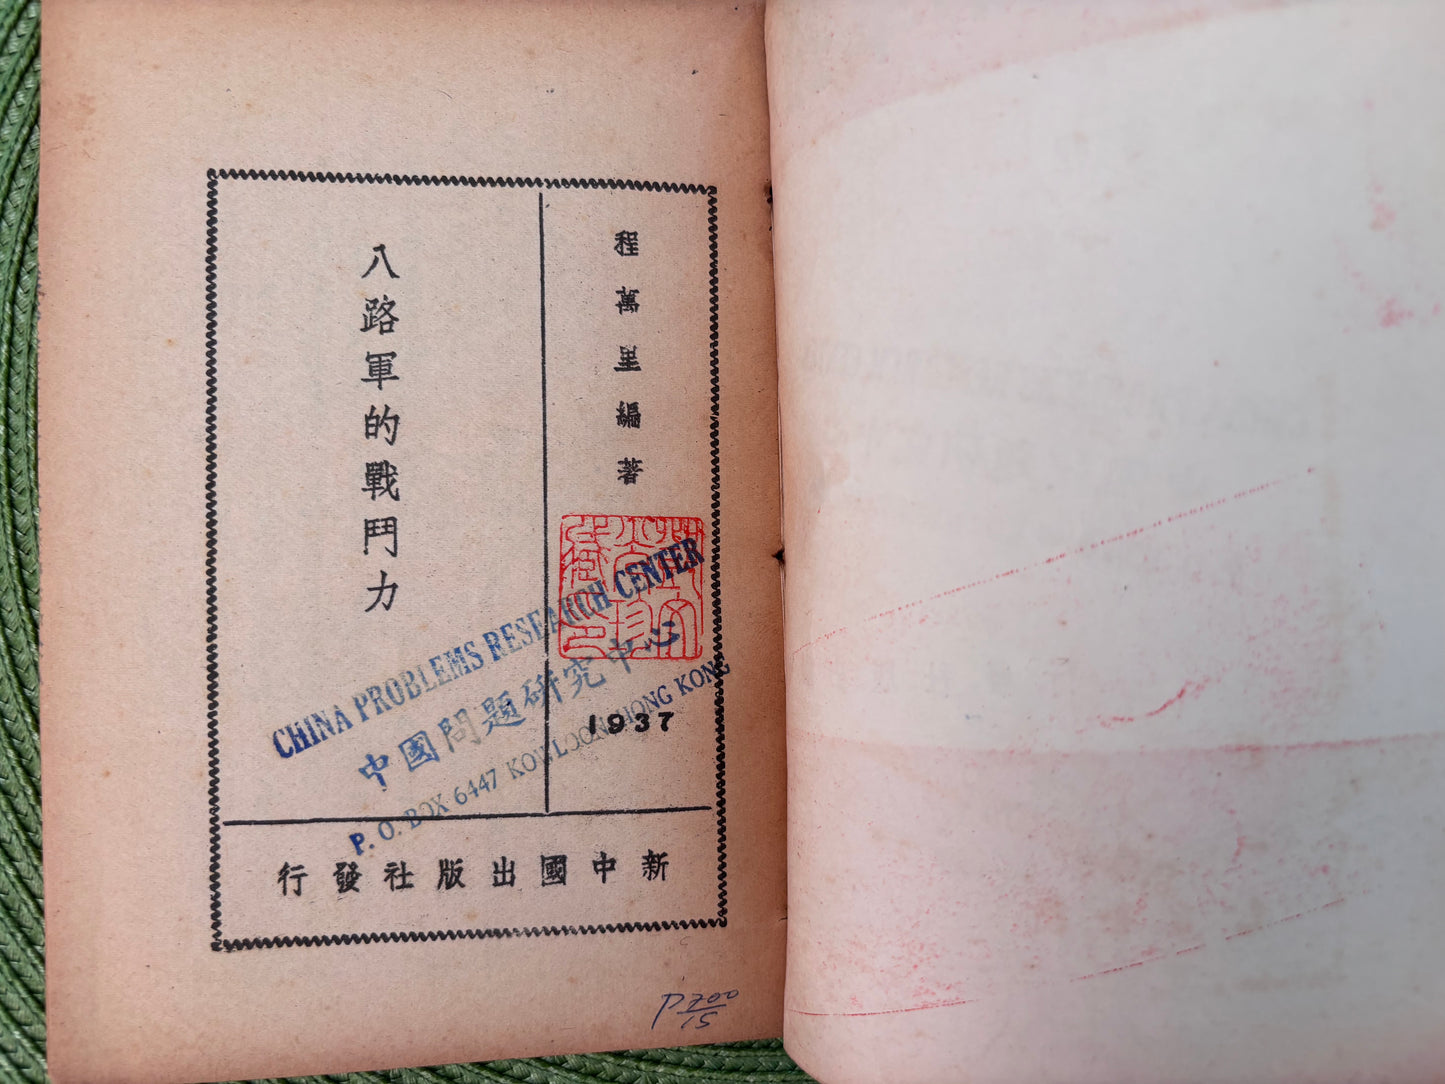 程萬里編著
1937
八路軍的戰鬥力
新中國出版社發行
CHINA PROBLEMS RESEARCH CENTER
中國問題研究中心
P. O. BOX 6447 KOWLOON HONG KONG
P 200/15